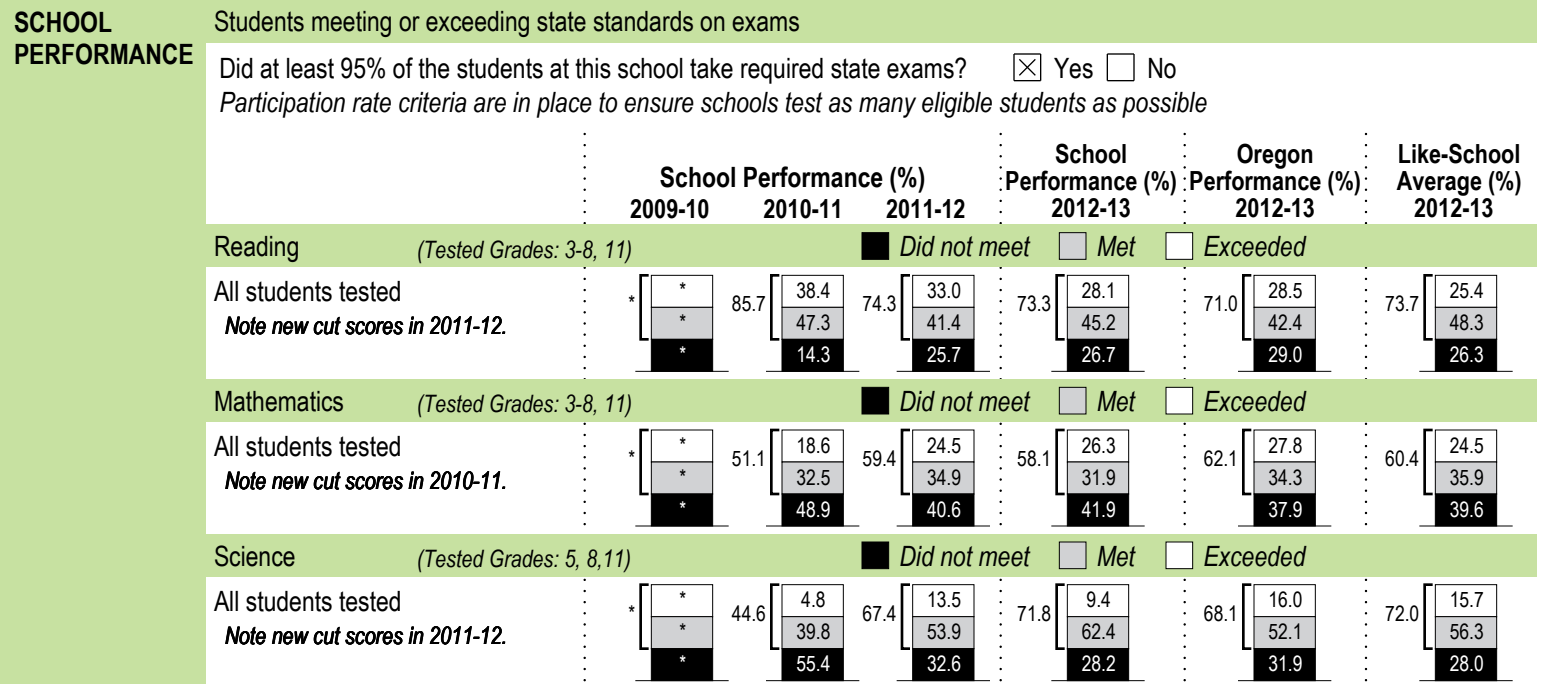 SCHOOL
PERFORMANCE
Students meeting or exceeding state standards on exams
Did at least 95% of the students at this school take required state exams? ☒ Yes ☐ No
Participation rate criteria are in place to ensure schools test as many eligible students as possible
School Performance (%)
2009-10 2010-11 2011-12
School
Performance (%)
2012-13
Oregon
Performance (%)
2012-13
Like-School
Average (%)
2012-13
Reading (Tested Grades: 3-8, 11) Did not meet Met Exceeded
All students tested
Note new cut scores in 2011-12.
* 38.4 33.0 28.1 28.5 25.4
* 85.7 74.3 73.3 71.0 73.7
* 47.3 41.4 45.2 42.4 48.3
* 14.3 25.7 26.7 29.0 26.3
Mathematics (Tested Grades: 3-8, 11) Did not meet Met Exceeded
All students tested
Note new cut scores in 2010-11.
* 18.6 24.5 26.3 27.8 24.5
* 51.1 59.4 58.1 62.1 60.4
* 32.5 34.9 31.9 34.3 35.9
* 48.9 40.6 41.9 37.9 39.6
Science (Tested Grades: 5, 8,11) Did not meet Met Exceeded
All students tested
Note new cut scores in 2011-12.
* 4.8 13.5 9.4 16.0 15.7
* 44.6 67.4 71.8 68.1 72.0
* 39.8 53.9 62.4 52.1 56.3
* 55.4 32.6 28.2 31.9 28.0